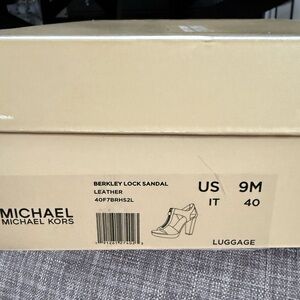 BERKLEY LOCK SANDAL
LEATHER
40F7BRHS2L
US 9M
IT 40
MICHAEL
MICHAEL KORS
LUGGAGE